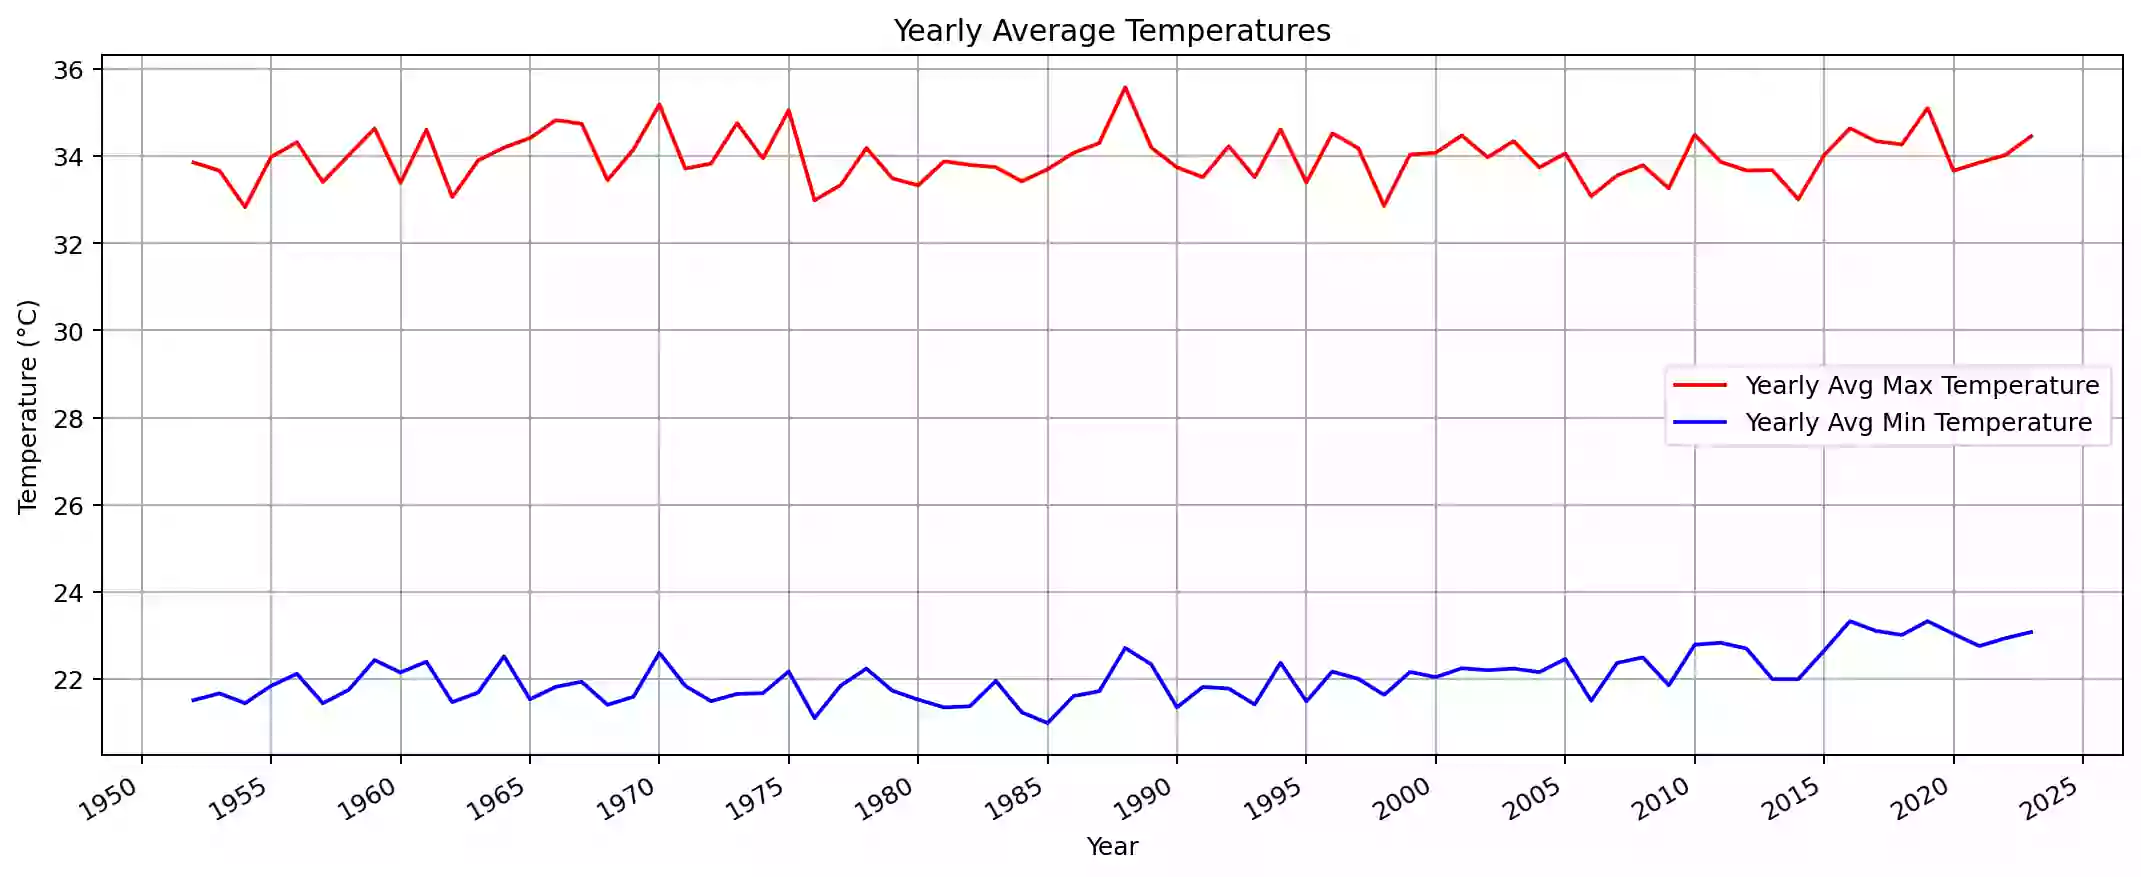 Yearly Average Temperatures
36
34
32
30
28
26
24
22
Temperature (°C)
Yearly Avg Max Temperature
Yearly Avg Min Temperature
1950 1955 1960 1965 1970 1975 1980 1985 1990 1995 2000 2005 2010 2015 2020 2025
Year